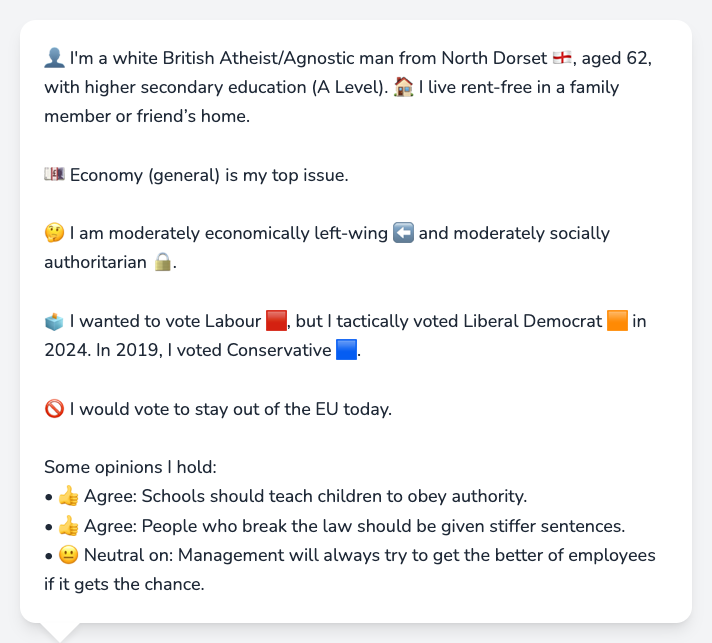 👤 I'm a white British Atheist/Agnostic man from North Dorset 🏴󠁧󠁢󠁥󠁮󠁧󠁿, aged 62,
with higher secondary education (A Level). 🏠 I live rent-free in a family
member or friend’s home.
💷 Economy (general) is my top issue.
🤔 I am moderately economically left-wing ⬅️ and moderately socially
authoritarian 🔒.
🗳️ I wanted to vote Labour 🟥, but I tactically voted Liberal Democrat 🟧 in
2024. In 2019, I voted Conservative 🟦.
🚫 I would vote to stay out of the EU today.
Some opinions I hold:
• 👍 Agree: Schools should teach children to obey authority.
• 👍 Agree: People who break the law should be given stiffer sentences.
• 😐 Neutral on: Management will always try to get the better of employees
if it gets the chance.